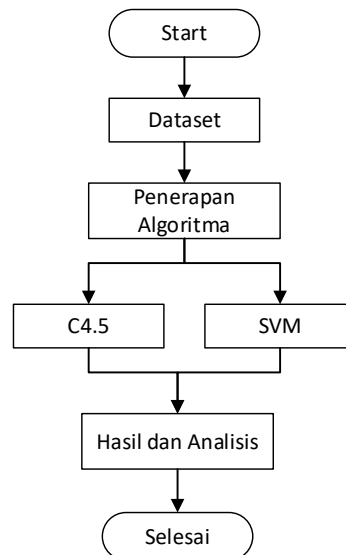 Start
Dataset
Penerapan
Algoritma
C4.5
SVM
Hasil dan Analisis
Selesai